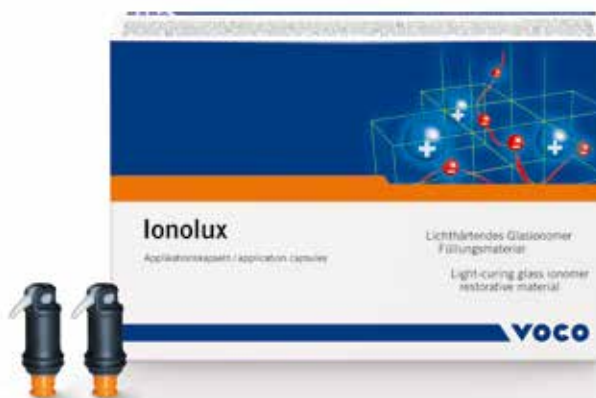 Ionolux
Applikationskapseln / application capsules
Lichthärtendes Glasionomer
Füllungsmaterial
Light-curing glass ionomer
restorative material
VOCO